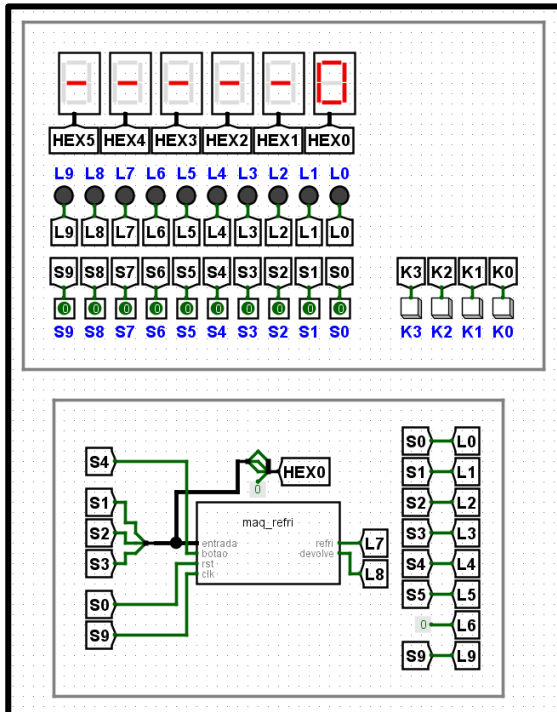 HEX5 HEX4 HEX3 HEX2 HEX1 HEX0
L9 L8 L7 L6 L5 L4 L3 L2 L1 L0
L9 L8 L7 L6 L5 L4 L3 L2 L1 L0
S9 S8 S7 S6 S5 S4 S3 S2 S1 S0 K3 K2 K1 K0
0 0 0 0 0 0 0 0 0 0
S9 S8 S7 S6 S5 S4 S3 S2 S1 S0 K3 K2 K1 K0
S4
S1
S2
S3
S0
S9
HEX0
0
maq_refri
entrada
botao
rst
clk
refri
devolve
L7
L8
S0 L0
S1 L1
S2 L2
S3 L3
S4 L4
S5 L5
0 L6
S9 L9